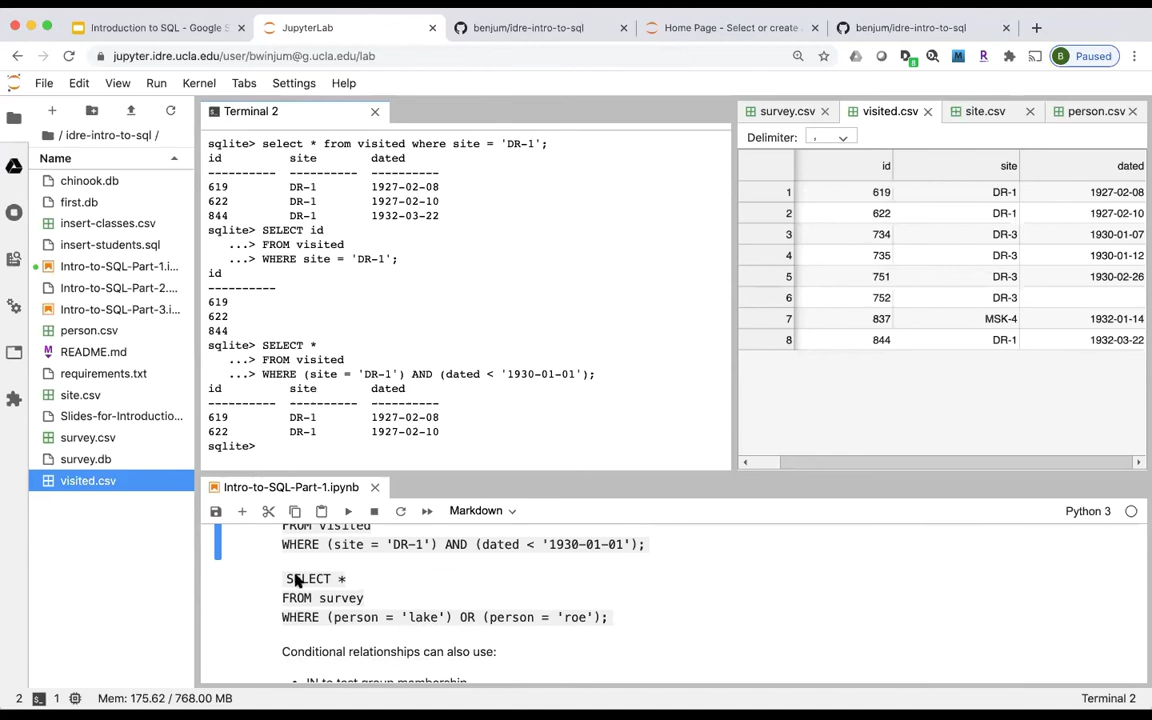 Introduction to SQL - Google S
JupyterLab
benjum/idre-intro-to-sql
Home Page - Select or create
benjum/idre-intro-to-sql
jupyter.idre.ucla.edu/user/bwinjum@g.ucla.edu/lab
8
M
R
B
Paused
File Edit View Run Kernel Tabs Settings Help
/ idre-intro-to-sql /
Name
chinook.db
first.db
insert-classes.csv
insert-students.sql
Intro-to-SQL-Part-1.i...
Intro-to-SQL-Part-2....
Intro-to-SQL-Part-3.i...
person.csv
README.md
requirements.txt
site.csv
Slides-for-Introductio...
survey.csv
survey.db
visited.csv
Terminal 2
sqlite> select * from visited where site = 'DR-1';
id site dated
---------- ---------- ----------
619 DR-1 1927-02-08
622 DR-1 1927-02-10
844 DR-1 1932-03-22
sqlite> SELECT id
...> FROM visited
...> WHERE site = 'DR-1';
id
----------
619
622
844
sqlite> SELECT *
...> FROM visited
...> WHERE (site = 'DR-1') AND (dated < '1930-01-01');
id site dated
---------- ---------- ----------
619 DR-1 1927-02-08
622 DR-1 1927-02-10
sqlite>
survey.csv
visited.csv
site.csv
person.csv
Delimiter: ,
id site dated
1 619 DR-1 1927-02-08
2 622 DR-1 1927-02-10
3 734 DR-3 1930-01-07
4 735 DR-3 1930-01-12
5 751 DR-3 1930-02-26
6 752 DR-3
7 837 MSK-4 1932-01-14
8 844 DR-1 1932-03-22
Intro-to-SQL-Part-1.ipynb
Markdown
Python 3
FROM visited
WHERE (site = 'DR-1') AND (dated < '1930-01-01');
SELECT *
FROM survey
WHERE (person = 'lake') OR (person = 'roe');
Conditional relationships can also use:
• IN to test group membership
2 1 Mem: 175.62 / 768.00 MB
Terminal 2